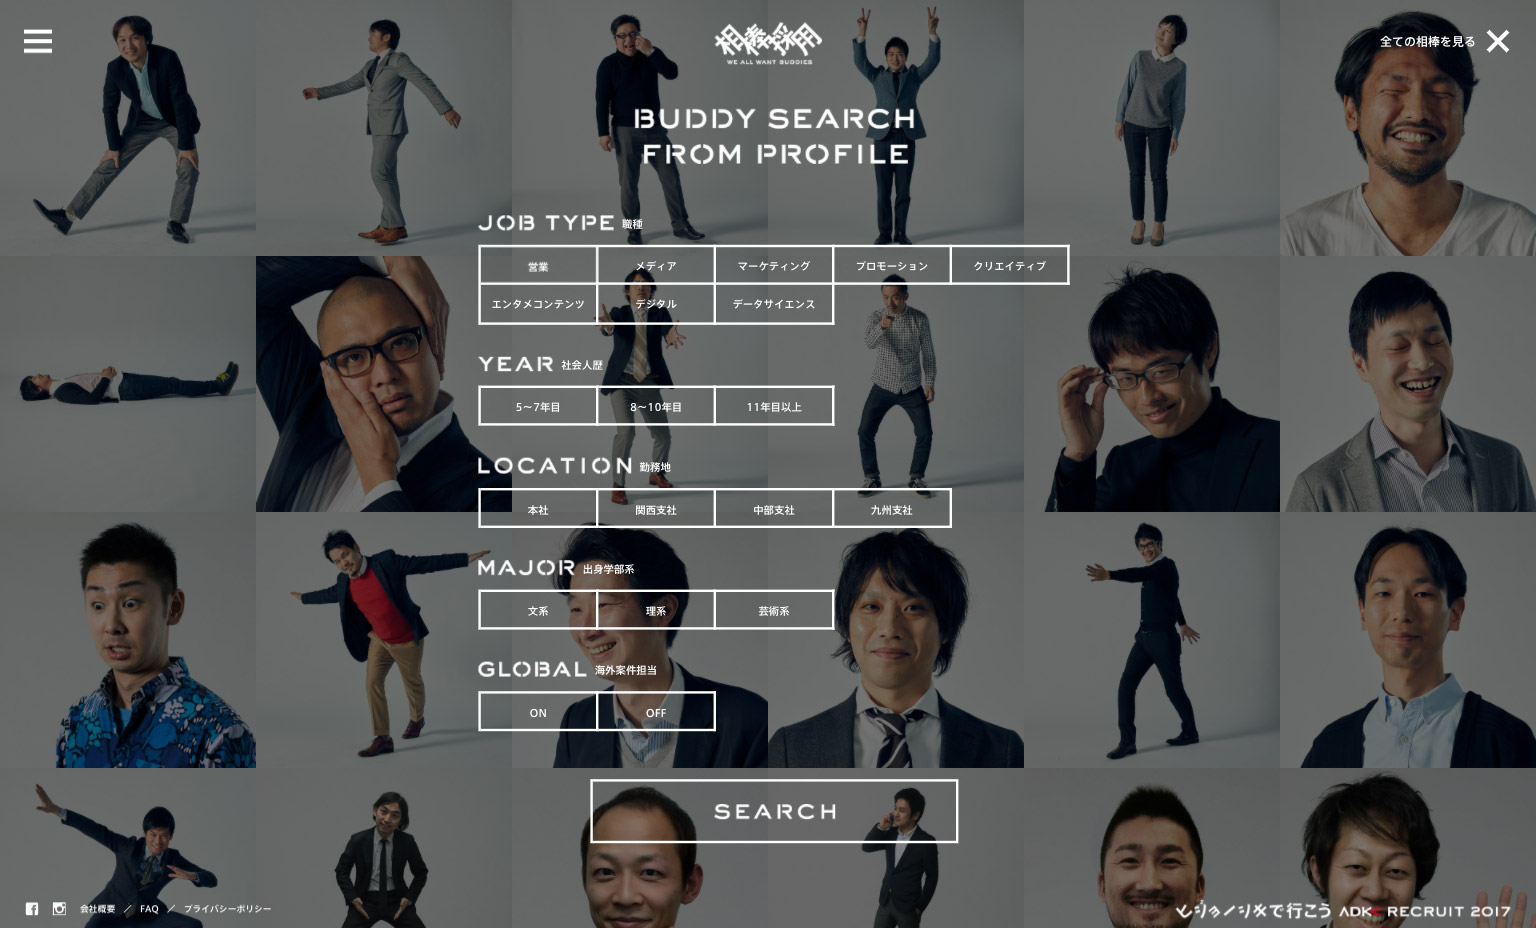 全ての相棒を見る
相棒採用
WE ALL WANT BUDDIES
BUDDY SEARCH
FROM PROFILE
JOB TYPE 職種
営業 メディア マーケティング プロモーション クリエイティブ
エンタメコンテンツ デジタル データサイエンス
YEAR 社会人歴
5〜7年目 8〜10年目 11年目以上
LOCATION 勤務地
本社 関西支社 中部支社 九州支社
MAJOR 出身学部系
文系 理系 芸術系
GLOBAL 海外案件担当
ON OFF
SEARCH
会社概要 / FAQ / プライバシーポリシー
ビジョンメで行こう ADK RECRUIT 2017